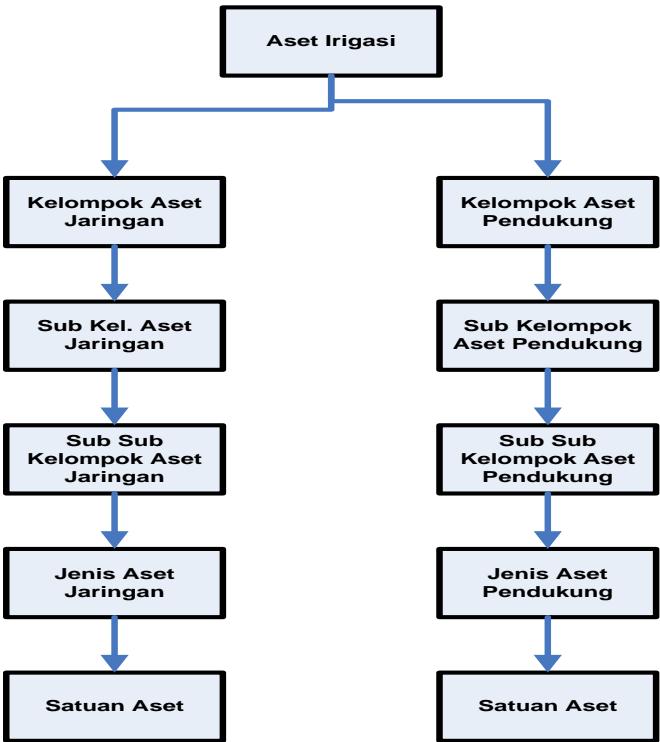 Aset Irigasi
Kelompok Aset
Jaringan
Kelompok Aset
Pendukung
Sub Kel. Aset
Jaringan
Sub Kelompok
Aset Pendukung
Sub Sub
Kelompok Aset
Jaringan
Sub Sub
Kelompok Aset
Pendukung
Jenis Aset
Jaringan
Jenis Aset
Pendukung
Satuan Aset
Satuan Aset